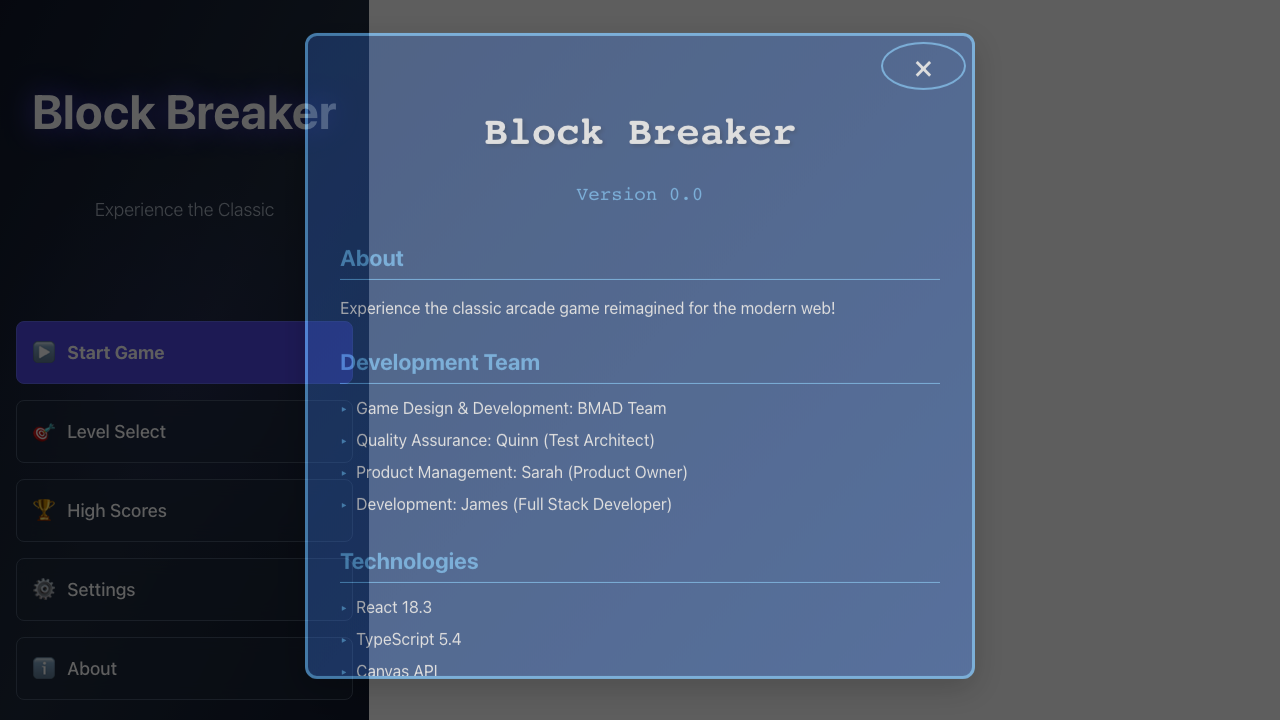 Block Breaker
Experience the Classic
Start Game
Level Select
High Scores
Settings
About
×
Block Breaker
Version 0.0
About
Experience the classic arcade game reimagined for the modern web!
Development Team
Game Design & Development: BMAD Team
Quality Assurance: Quinn (Test Architect)
Product Management: Sarah (Product Owner)
Development: James (Full Stack Developer)
Technologies
React 18.3
TypeScript 5.4
Canvas API